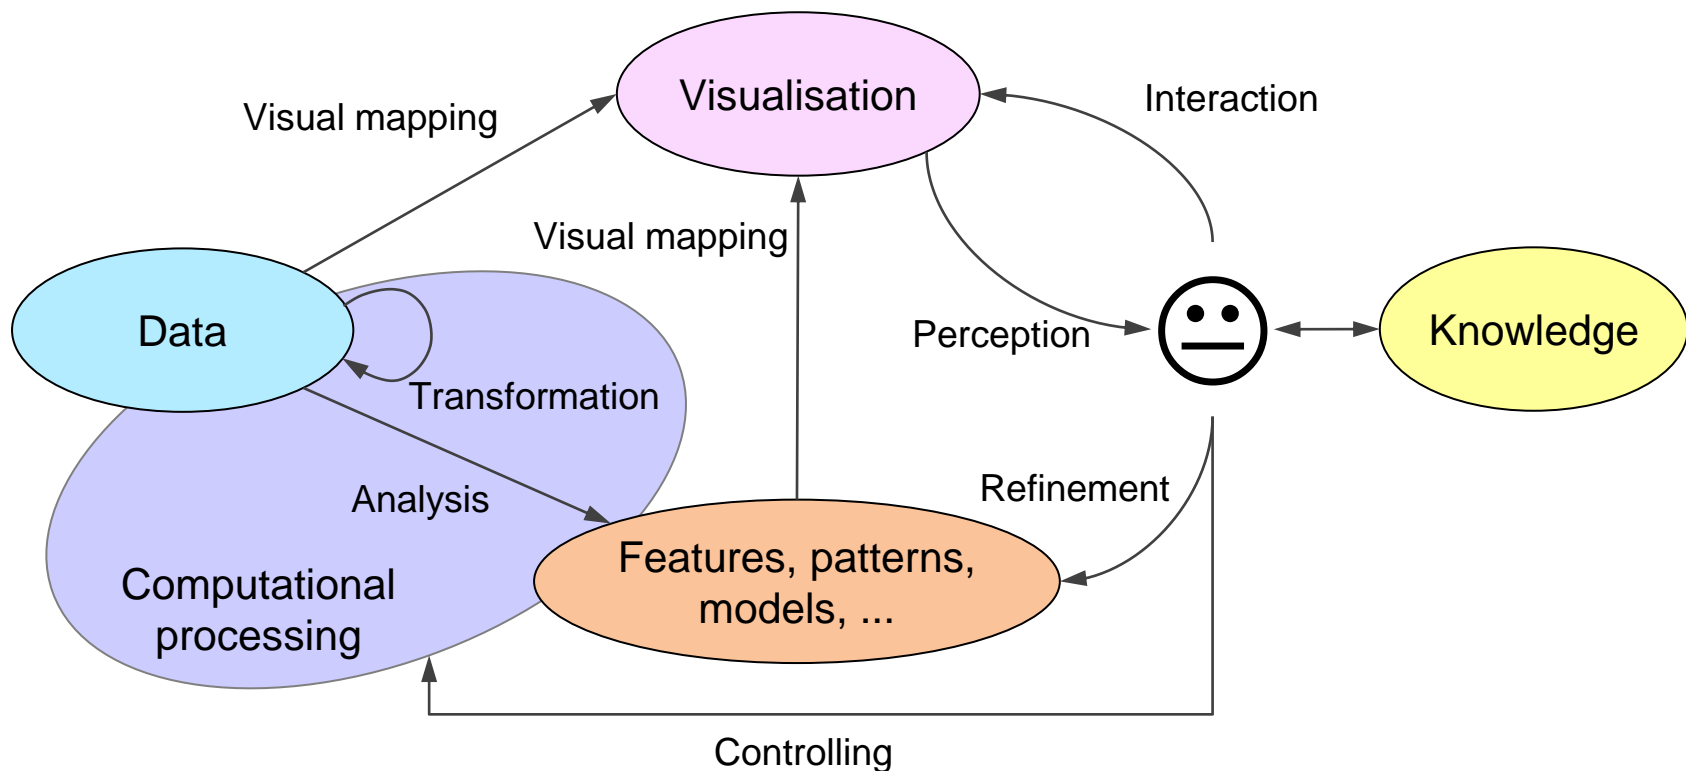 Visualisation
Interaction
Visual mapping
Visual mapping
Data
Perception
Knowledge
Transformation
Analysis
Refinement
Features, patterns,
models, ...
Computational
processing
Controlling